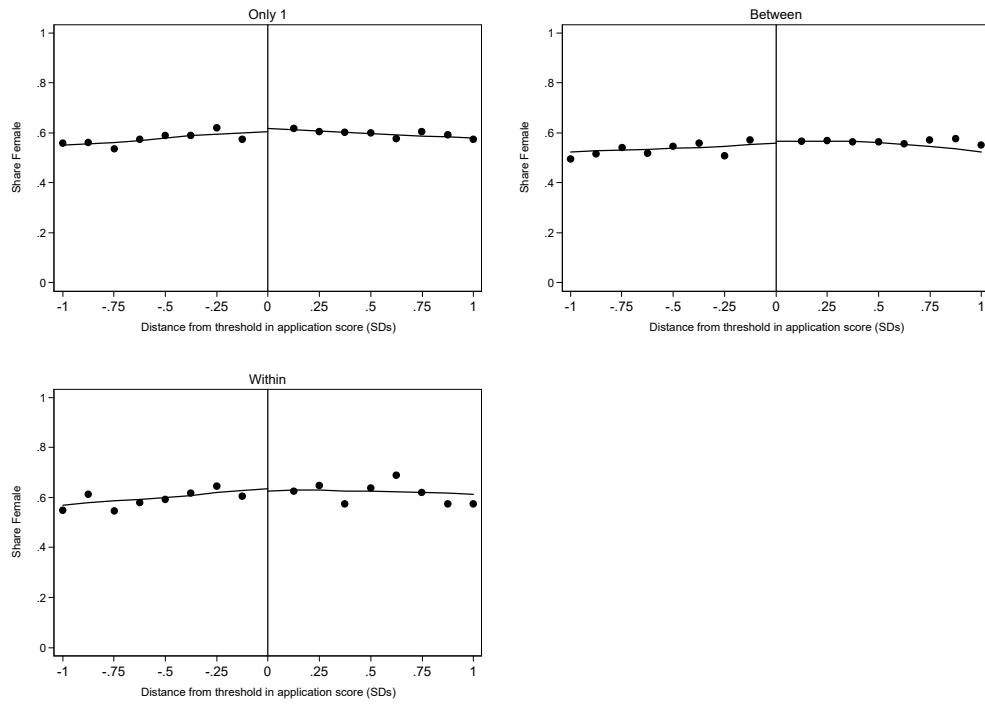 Only 1
1
.8
.6
.4
.2
0
Share Female
-1 -.75 -.5 -.25 0 .25 .5 .75 1
Distance from threshold in application score (SDs)
Between
1
.8
.6
.4
.2
0
Share Female
-1 -.75 -.5 -.25 0 .25 .5 .75 1
Distance from threshold in application score (SDs)
Within
1
.8
.6
.4
.2
0
Share Female
-1 -.75 -.5 -.25 0 .25 .5 .75 1
Distance from threshold in application score (SDs)